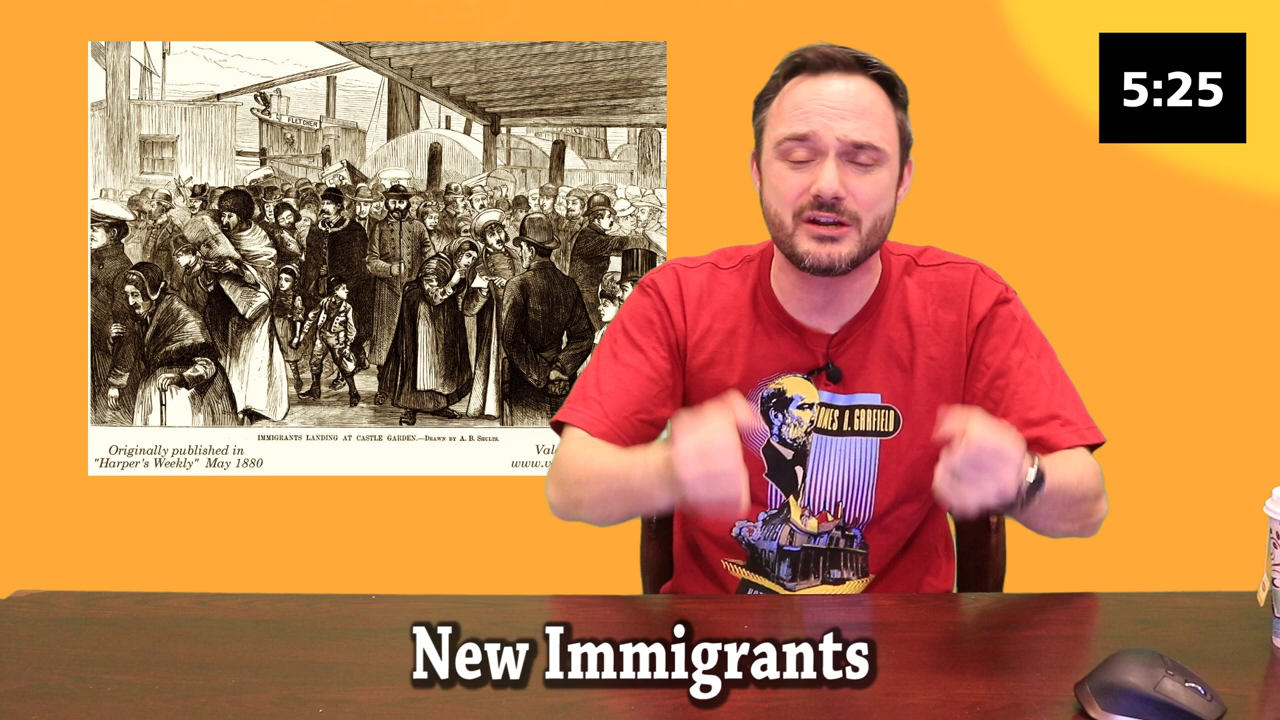 5:25
FLETCHER
IMMIGRANTS LANDING AT CASTLE GARDEN.—DRAWN BY A. B. SHULTS.
Originally published in
"Harper's Weekly" May 1880
JAMES A. GARFIELD
New Immigrants